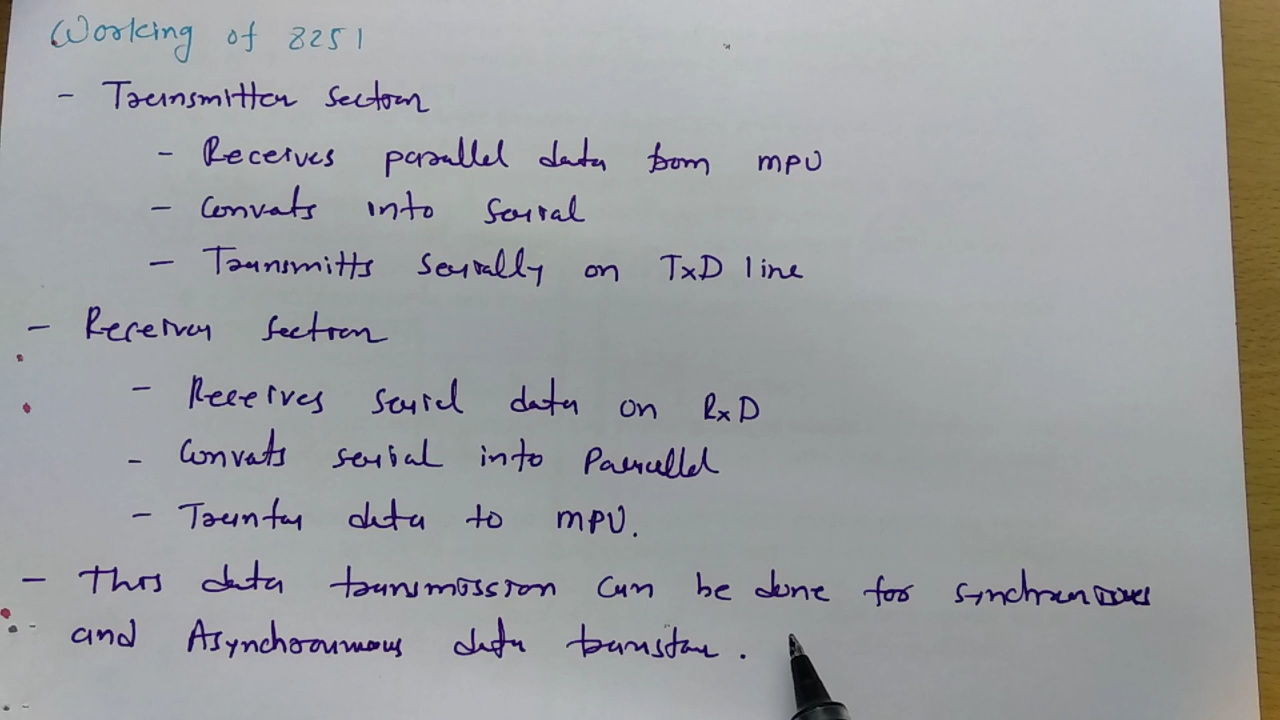 Working of 8251
- Transmitter section
- Receives parallel data from MPU
- Converts into serial
- Transmitts serially on TxD line
- Receiver section
- Receives serial data on RxD
- Converts serial into Parallel
- Transfer data to MPU.
- This data transmission can be done for synchronous
and Asynchronous data transfer.